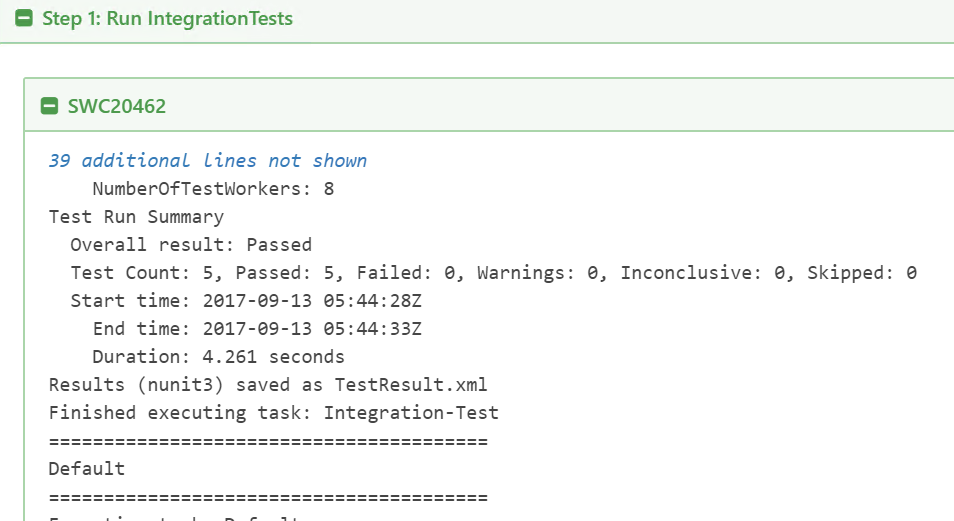 Step 1: Run IntegrationTests
SWC20462
39 additional lines not shown
NumberOfTestWorkers: 8
Test Run Summary
Overall result: Passed
Test Count: 5, Passed: 5, Failed: 0, Warnings: 0, Inconclusive: 0, Skipped: 0
Start time: 2017-09-13 05:44:28Z
End time: 2017-09-13 05:44:33Z
Duration: 4.261 seconds
Results (nunit3) saved as TestResult.xml
Finished executing task: Integration-Test
========================================
Default
========================================